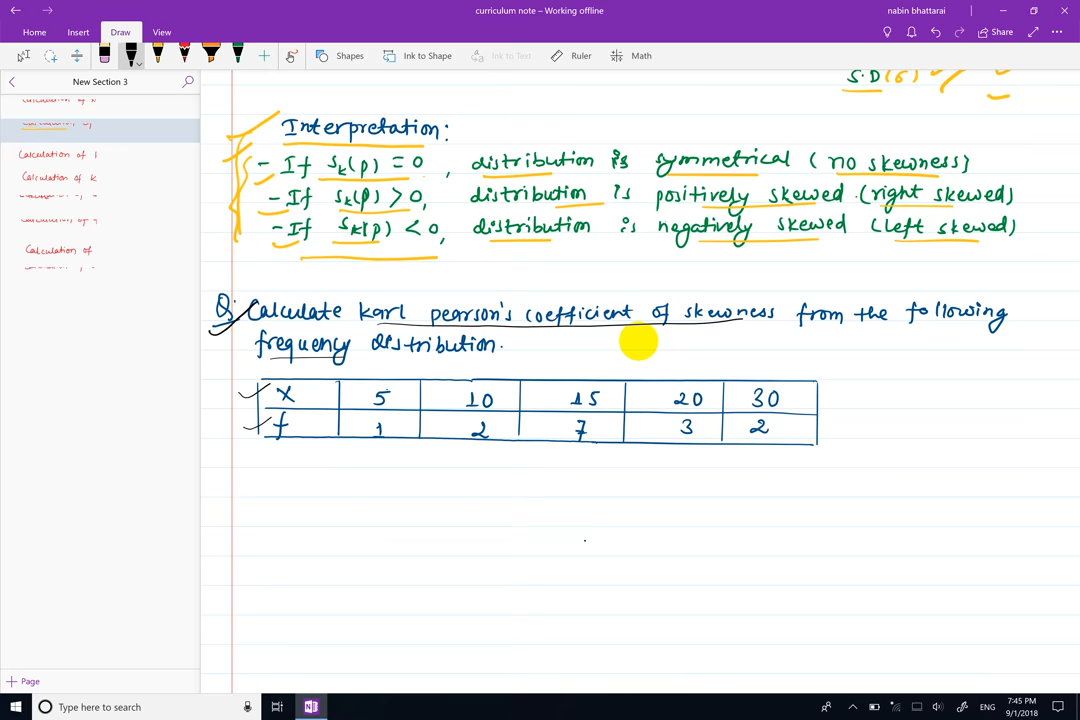 curriculum note – Working offline
nabin bhattarai
Home
Insert
Draw
View
Share
Shapes
Ink to Shape
Ink to Text
Ruler
Math
New Section 3
Calculation of
Calculation of
Calculation of
S.D(σ)
Interpretation:
- If Sk(p) = 0, distribution is symmetrical (no skewness)
- If Sk(p) > 0, distribution is positively skewed. (right skewed)
- If Sk(p) < 0, distribution is negatively skewed (left skewed)
Q: Calculate karl pearson's coefficient of skewness from the following
frequency distribution.
X 5 10 15 20 30
f 1 2 7 3 2
+ Page
Type here to search
ENG
7:45 PM
9/1/2018